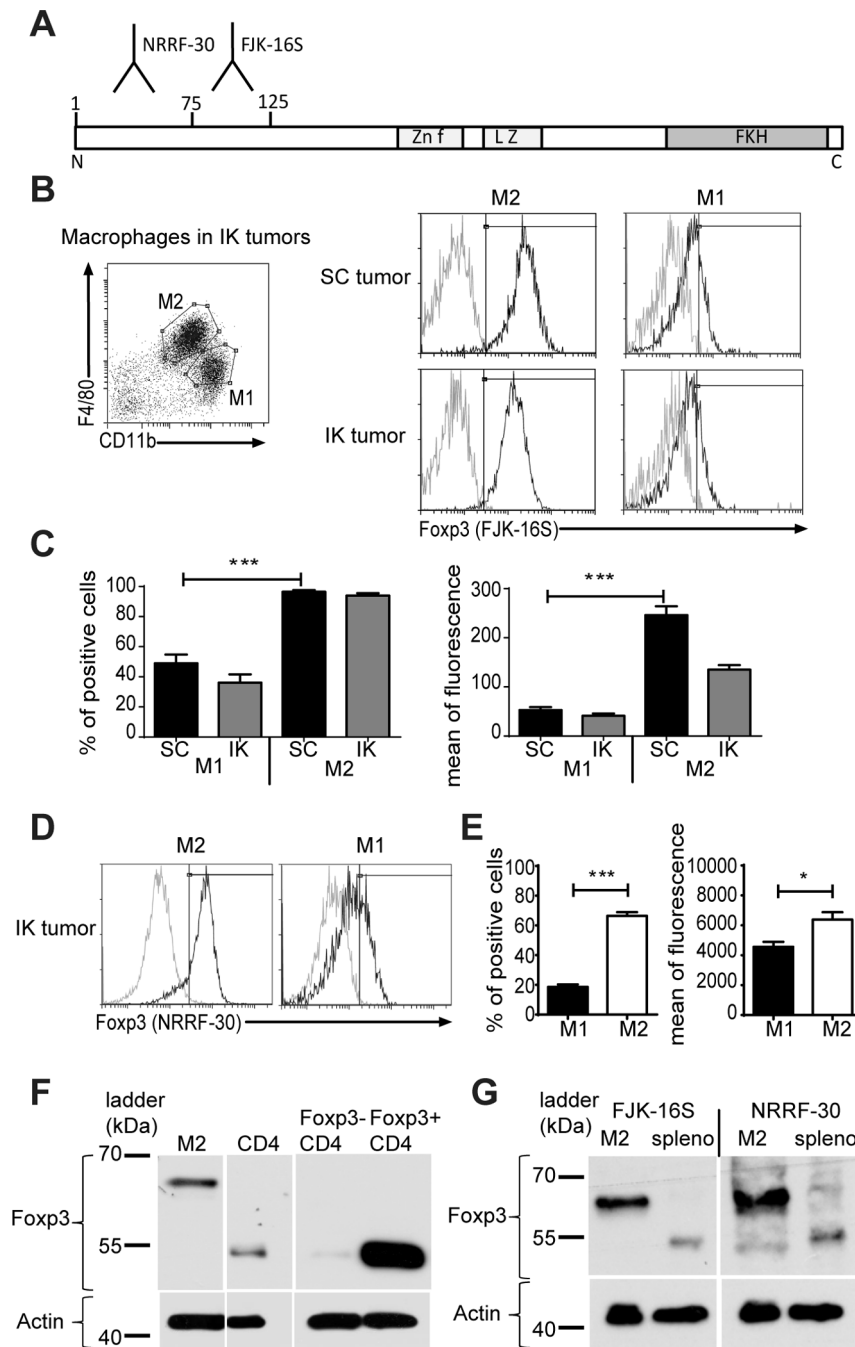 A
NRRF-30 FJK-16S
1 75 125
Zn f L Z FKH
N C
B
Macrophages in IK tumors
M2
M1
F4/80
CD11b
M2 M1
SC tumor
IK tumor
Foxp3 (FJK-16S)
C
% of positive cells
100
80
60
40
20
0
***
SC IK SC IK
M1 M2
mean of fluorescence
300
200
100
0
***
SC IK SC IK
M1 M2
D
M2 M1
IK tumor
Foxp3 (NRRF-30)
E
% of positive cells
100
80
60
40
20
0
***
M1 M2
mean of fluorescence
10000
8000
6000
4000
2000
0
*
M1 M2
F
ladder
(kDa)
Foxp3- Foxp3+
M2 CD4 CD4 CD4
70
Foxp3
55
Actin
40
G
ladder
(kDa)
FJK-16S NRRF-30
M2 spleno M2 spleno
70
Foxp3
55
Actin
40